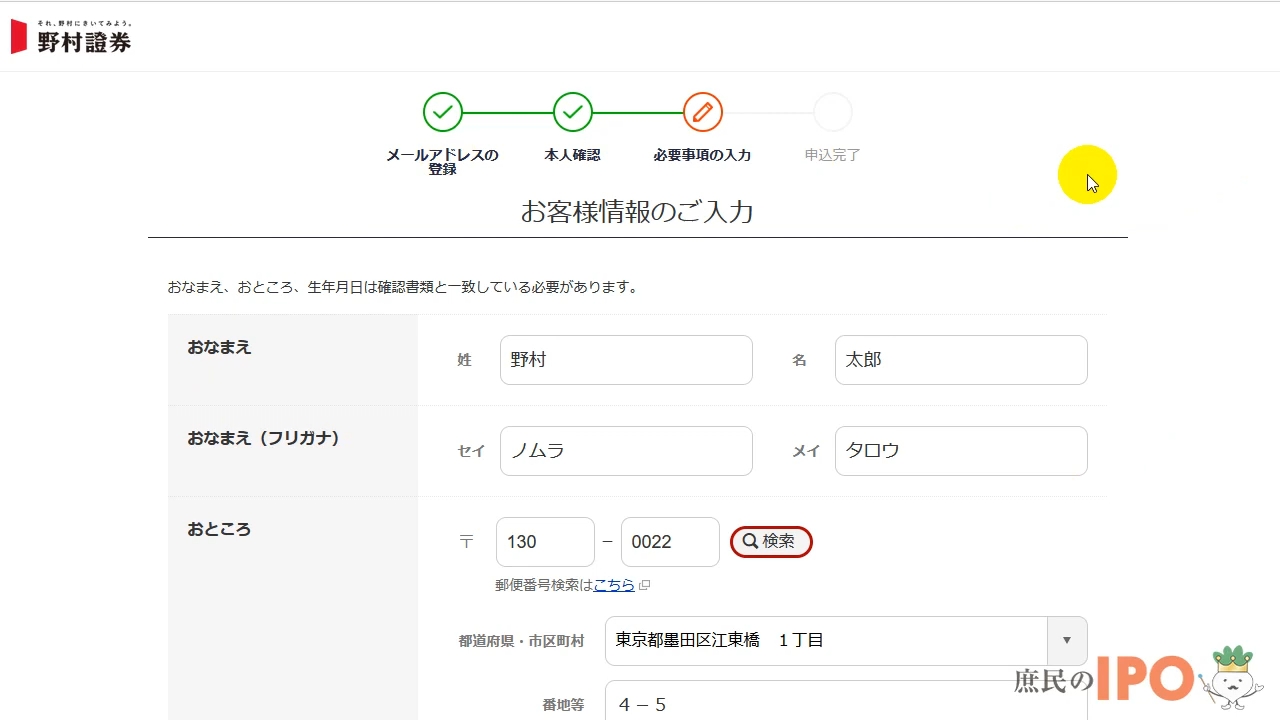 それ、野村にきいてみよう。
野村證券
メールアドレスの
登録
本人確認
必要事項の入力
申込完了
お客様情報のご入力
おなまえ、おところ、生年月日は確認書類と一致している必要があります。
おなまえ
姓 野村 名 太郎
おなまえ（フリガナ）
セイ ノムラ メイ タロウ
おところ
〒 130 － 0022 検索
郵便番号検索はこちら
都道府県・市区町村 東京都墨田区江東橋　１丁目
番地等 ４－５
庶民のIPO